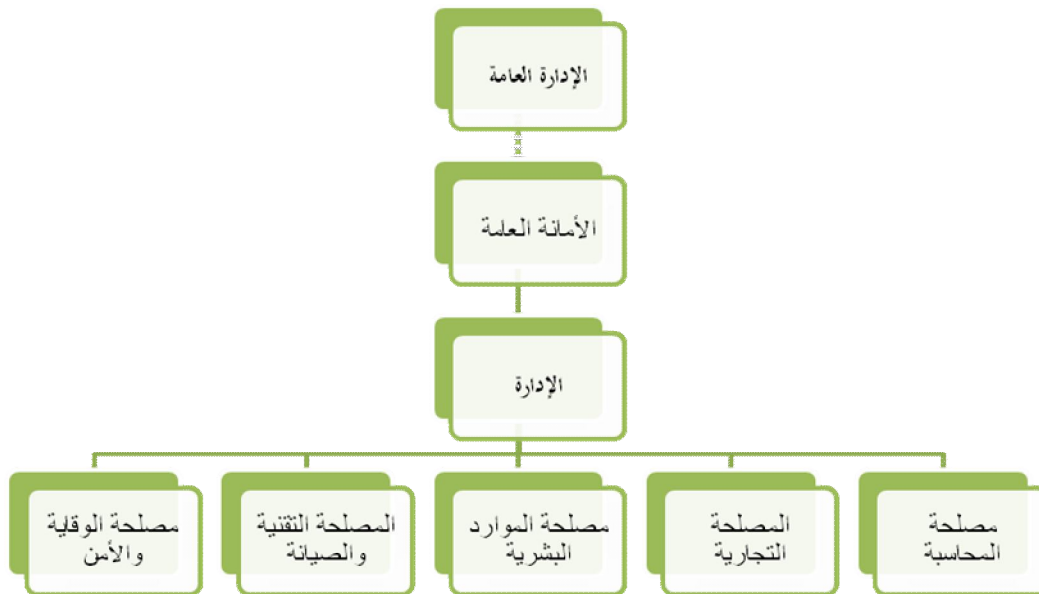 الإدارة العامة
الأمانة العامة
الإدارة
مصلحة
المحاسبة
المصلحة
التجارية
مصلحة الموارد
البشرية
المصلحة التقنية
والصيانة
مصلحة الوقاية
والأمن